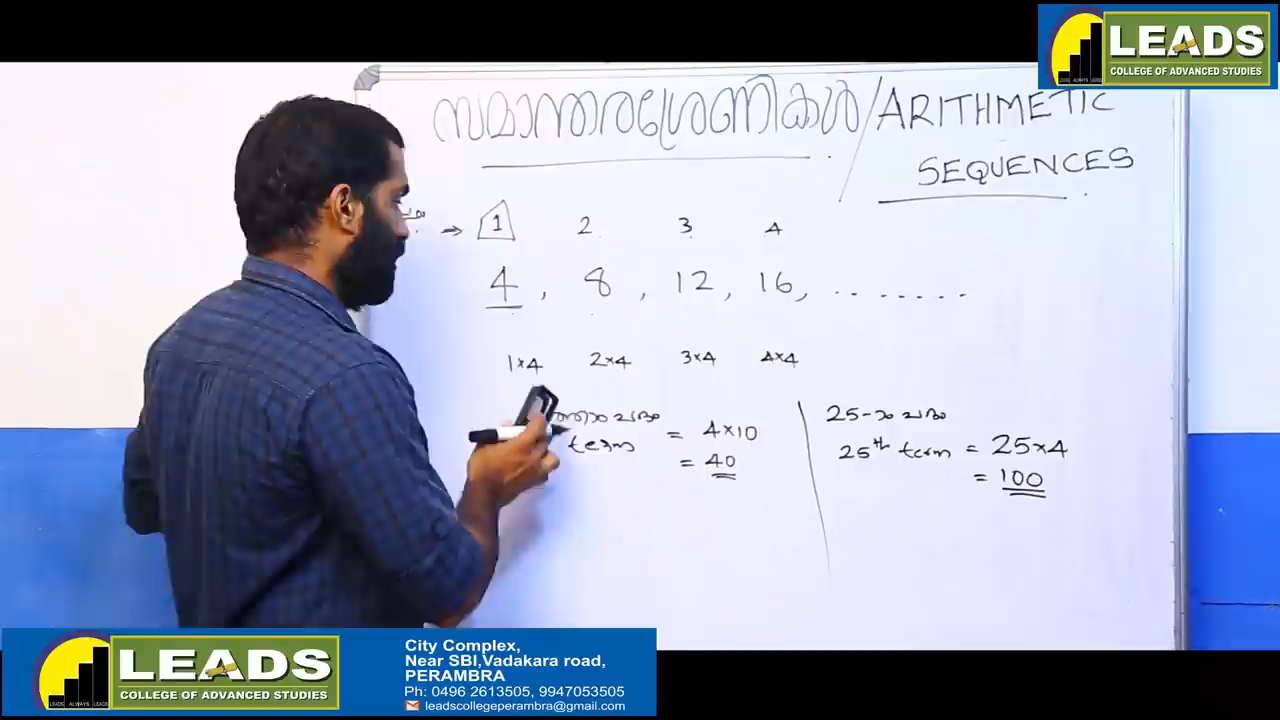 LEADS
COLLEGE OF ADVANCED STUDIES
സമാന്തരശ്രേണികൾ/ARITHMETIC
SEQUENCES
→ 1 2 3 4
4, 8, 12, 16, ........
1×4 2×4 3×4 4×4
പദം
term = 4×10
= 40
25-ാം പദം
25th term = 25×4
= 100
LEADS
COLLEGE OF ADVANCED STUDIES
City Complex,
Near SBI,Vadakara road,
PERAMBRA
Ph: 0496 2613505, 9947053505
leadscollegeperambra@gmail.com